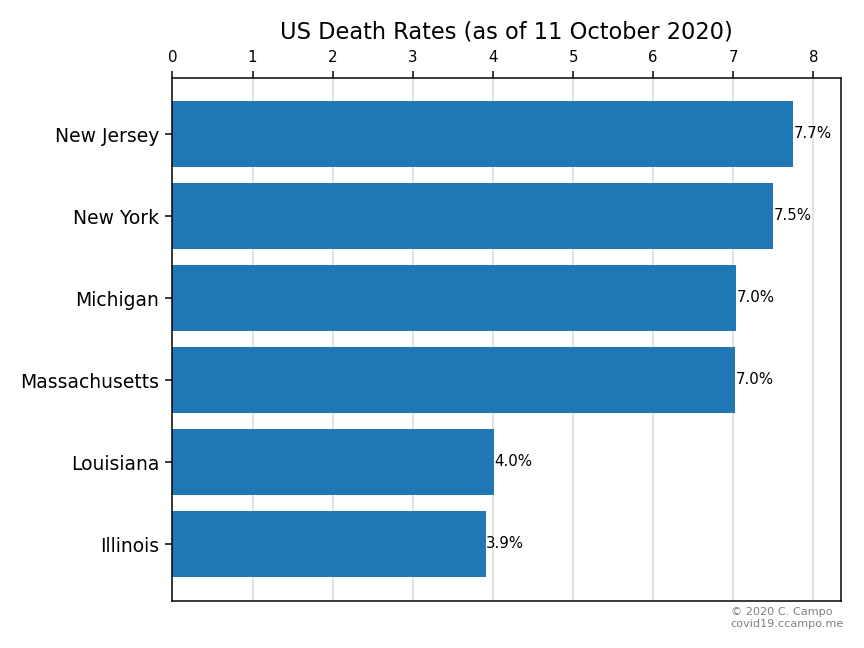 US Death Rates (as of 11 October 2020)
0 1 2 3 4 5 6 7 8
New Jersey 7.7%
New York 7.5%
Michigan 7.0%
Massachusetts 7.0%
Louisiana 4.0%
Illinois 3.9%
© 2020 C. Campo
covid19.ccampo.me